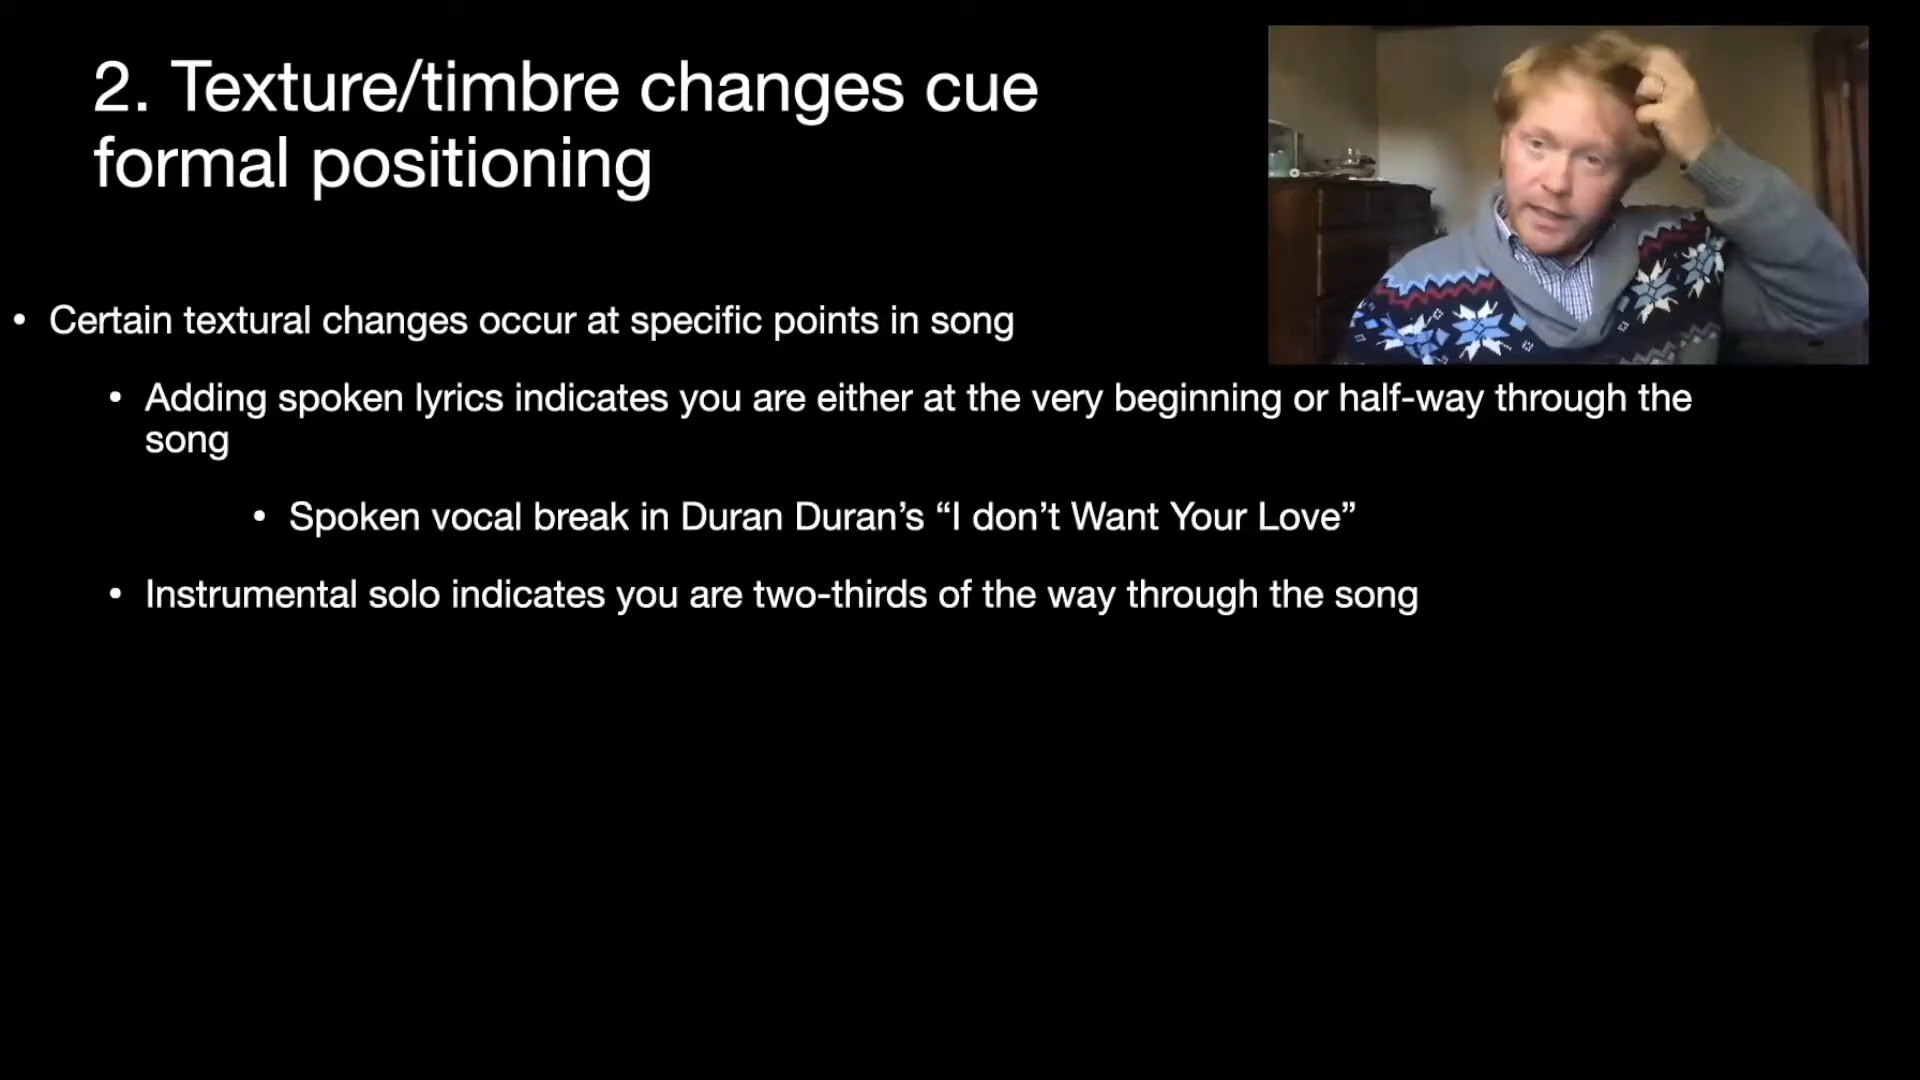 2. Texture/timbre changes cue
formal positioning
• Certain textural changes occur at specific points in song
• Adding spoken lyrics indicates you are either at the very beginning or half-way through the
song
• Spoken vocal break in Duran Duran’s “I don’t Want Your Love”
• Instrumental solo indicates you are two-thirds of the way through the song